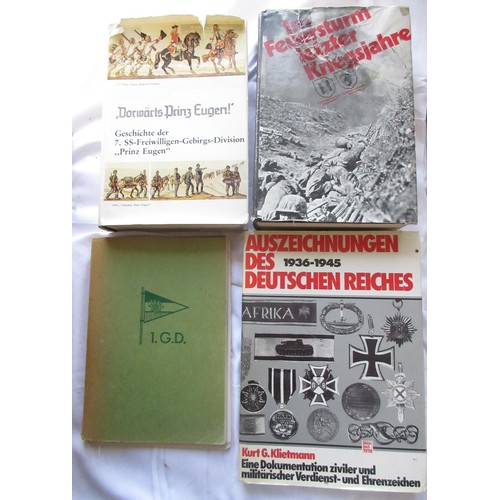 „Vorwärts Prinz Eugen!"
Geschichte der
7. SS-Freiwilligen-Gebirgs-Division
„Prinz Eugen"
Im
Feuersturm
letzter
Kriegsjahre
1. G.D.
AUSZEICHNUNGEN
DES 1936-1945
DEUTSCHEN REICHES
AFRIKA
Kurt G. Klietmann
Eine Dokumentation ziviler und
militärischer Verdienst- und Ehrenzeichen